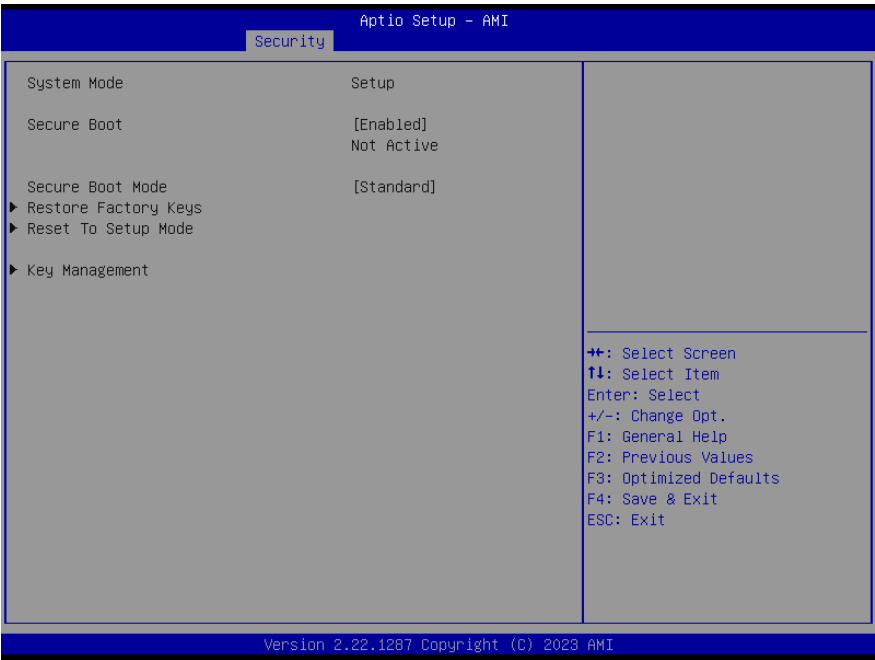 Aptio Setup – AMI
Security
System Mode Setup
Secure Boot [Enabled]
Not Active
Secure Boot Mode [Standard]
▶ Restore Factory Keys
▶ Reset To Setup Mode
▶ Key Management
→←: Select Screen
↑↓: Select Item
Enter: Select
+/-: Change Opt.
F1: General Help
F2: Previous Values
F3: Optimized Defaults
F4: Save & Exit
ESC: Exit
Version 2.22.1287 Copyright (C) 2023 AMI